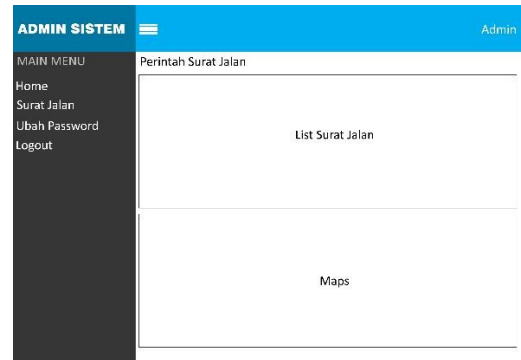 ADMIN SISTEM
Admin
MAIN MENU
Home
Surat Jalan
Ubah Password
Logout
Perintah Surat Jalan
List Surat Jalan
Maps